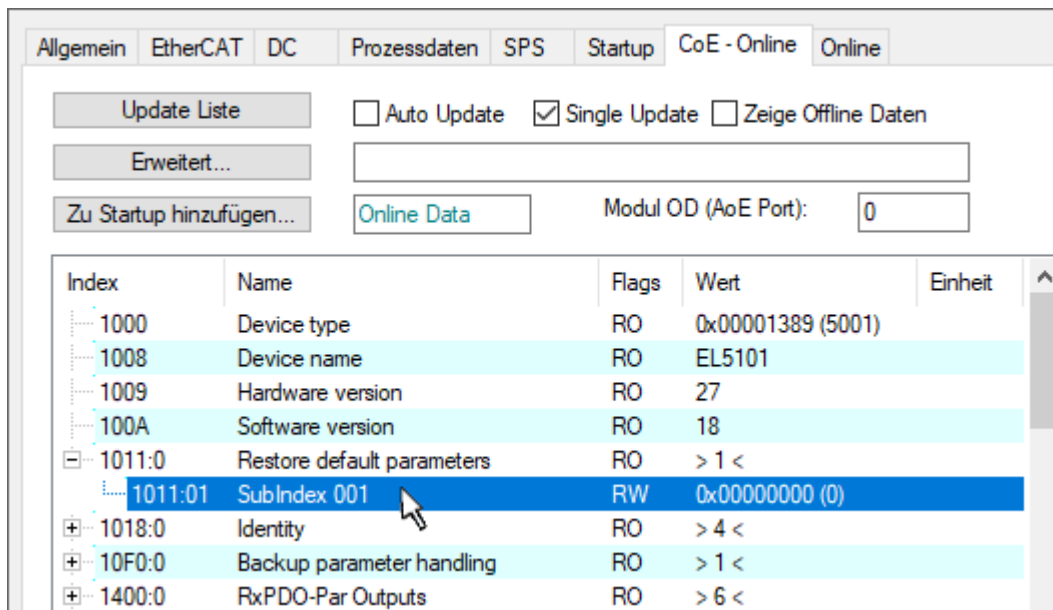 Allgemein EtherCAT DC Prozessdaten SPS Startup CoE - Online Online
Update Liste Auto Update Single Update Zeige Offline Daten
Erweitert...
Zu Startup hinzufügen... Online Data Modul OD (AoE Port): 0
Index Name Flags Wert Einheit
1000 Device type RO 0x00001389 (5001)
1008 Device name RO EL5101
1009 Hardware version RO 27
100A Software version RO 18
1011:0 Restore default parameters RO > 1 <
1011:01 SubIndex 001 RW 0x00000000 (0)
1018:0 Identity RO > 4 <
10F0:0 Backup parameter handling RO > 1 <
1400:0 RxPDO-Par Outputs RO > 6 <